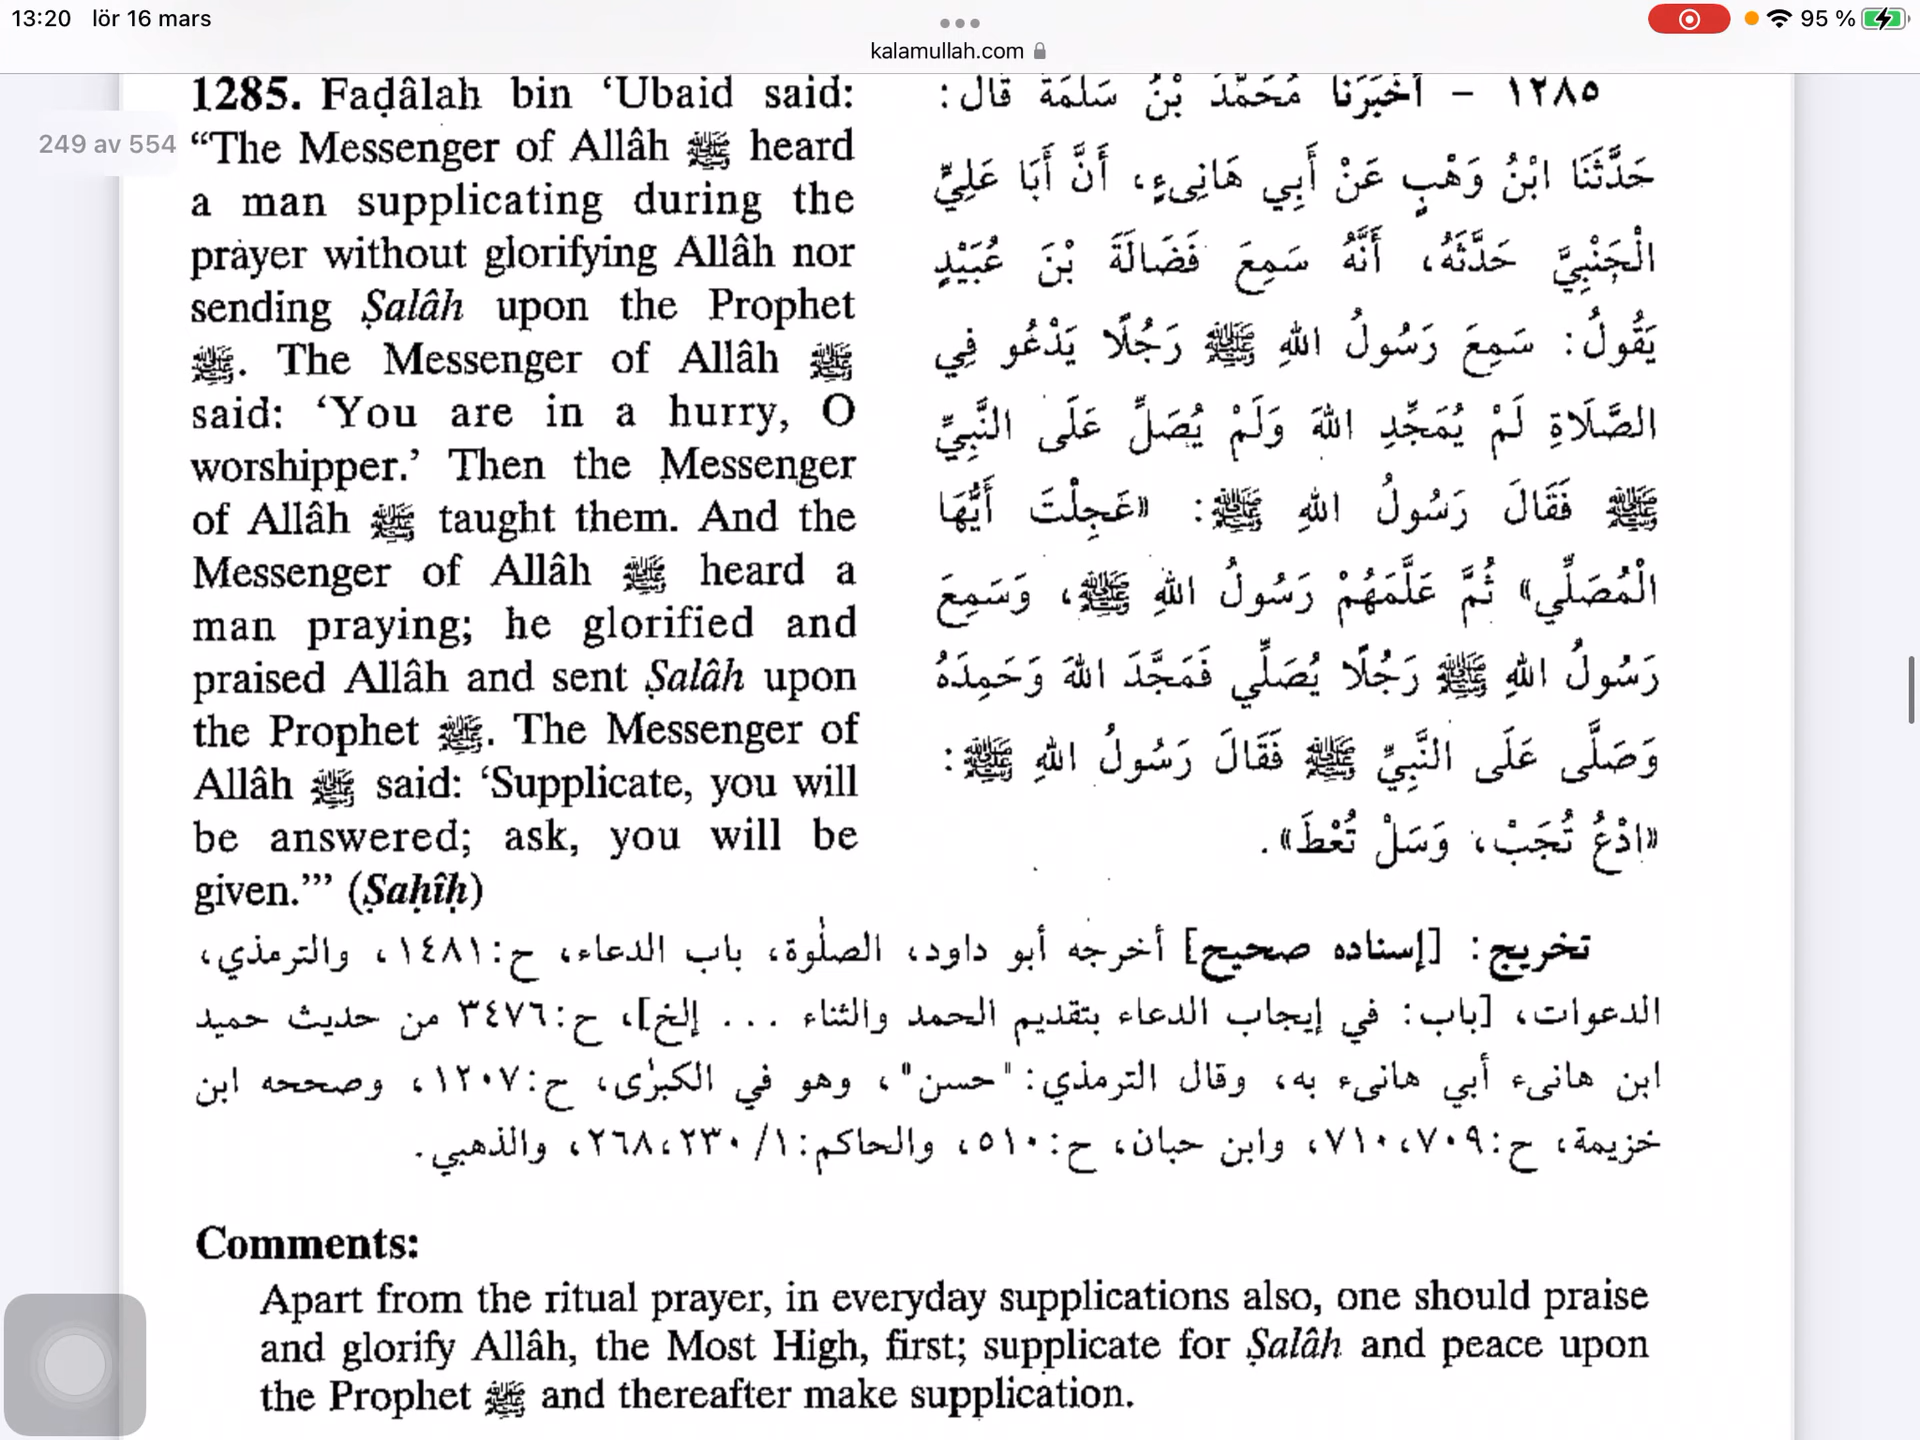 13:20 lör 16 mars
95 %
kalamullah.com
249 av 554
1285. Faḍâlah bin ‘Ubaid said:
“The Messenger of Allâh ﷺ heard
a man supplicating during the
prayer without glorifying Allâh nor
sending Ṣalâh upon the Prophet
ﷺ. The Messenger of Allâh ﷺ
said: ‘You are in a hurry, O
worshipper.’ Then the Messenger
of Allâh ﷺ taught them. And the
Messenger of Allâh ﷺ heard a
man praying; he glorified and
praised Allâh and sent Ṣalâh upon
the Prophet ﷺ. The Messenger of
Allâh ﷺ said: ‘Supplicate, you will
be answered; ask, you will be
given.’” (Ṣaḥîḥ)
١٢٨٥ – أَخْبَرَنَا مُحَمَّدُ بْنُ سَلَمَةَ قَالَ:
حَدَّثَنَا ابْنُ وَهْبٍ عَنْ أَبِي هَانِىءٍ، أَنَّ أَبَا عَلِيٍّ
الْجَنْبِيَّ حَدَّثَهُ، أَنَّهُ سَمِعَ فَضَالَةَ بْنَ عُبَيْدٍ
يَقُولُ: سَمِعَ رَسُولُ اللهِ ﷺ رَجُلًا يَدْعُو فِي
الصَّلَاةِ لَمْ يُمَجِّدِ اللهَ وَلَمْ يُصَلِّ عَلَى النَّبِيِّ
ﷺ فَقَالَ رَسُولُ اللهِ ﷺ: «عَجِلْتَ أَيُّهَا
الْمُصَلِّي» ثُمَّ عَلَّمَهُمْ رَسُولُ اللهِ ﷺ، وَسَمِعَ
رَسُولُ اللهِ ﷺ رَجُلًا يُصَلِّي فَمَجَّدَ اللهَ وَحَمِدَهُ
وَصَلَّى عَلَى النَّبِيِّ ﷺ فَقَالَ رَسُولُ اللهِ ﷺ:
«ادْعُ تُجَبْ، وَسَلْ تُعْطَ».
تخريج: [إسناده صحيح] أخرجه أبو داود، الصلٰوة، باب الدعاء، ح:١٤٨١، والترمذي،
الدعوات، [باب: في إيجاب الدعاء بتقديم الحمد والثناء ... إلخ]، ح:٣٤٧٦ من حديث حميد
ابن هانىء أبي هانىء به، وقال الترمذي: "حسن"، وهو في الكبرٰى، ح:١٢٠٧، وصححه ابن
خزيمة، ح:٧١٠،٧٠٩، وابن حبان، ح:٥١٠، والحاكم:١/ ٢٦٨،٢٣٠، والذهبي.
Comments:
Apart from the ritual prayer, in everyday supplications also, one should praise
and glorify Allâh, the Most High, first; supplicate for Ṣalâh and peace upon
the Prophet ﷺ and thereafter make supplication.